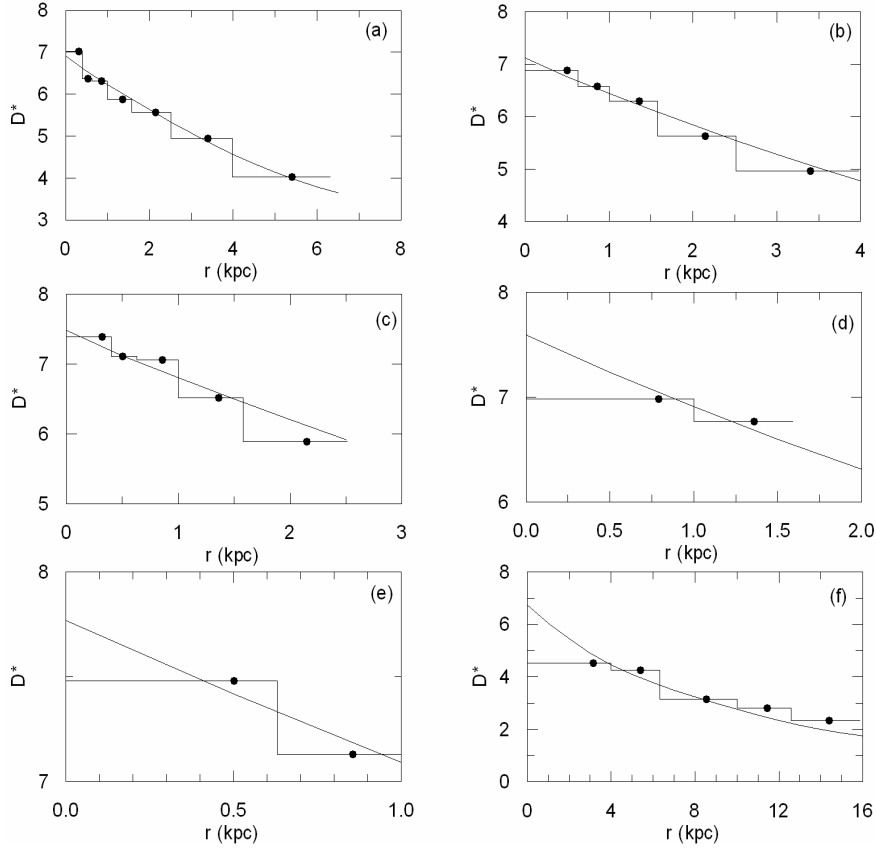 8
7
6
5
4
3
D*
(a)
0 2 4 6 8
r (kpc)
8
7
6
5
4
D*
(b)
0 1 2 3 4
r (kpc)
8
7
6
5
D*
(c)
0 1 2 3
r (kpc)
8
7
6
D*
(d)
0.0 0.5 1.0 1.5 2.0
r (kpc)
8
7
D*
(e)
0.0 0.5 1.0
r (kpc)
8
6
4
2
0
D*
(f)
0 4 8 12 16
r (kpc)